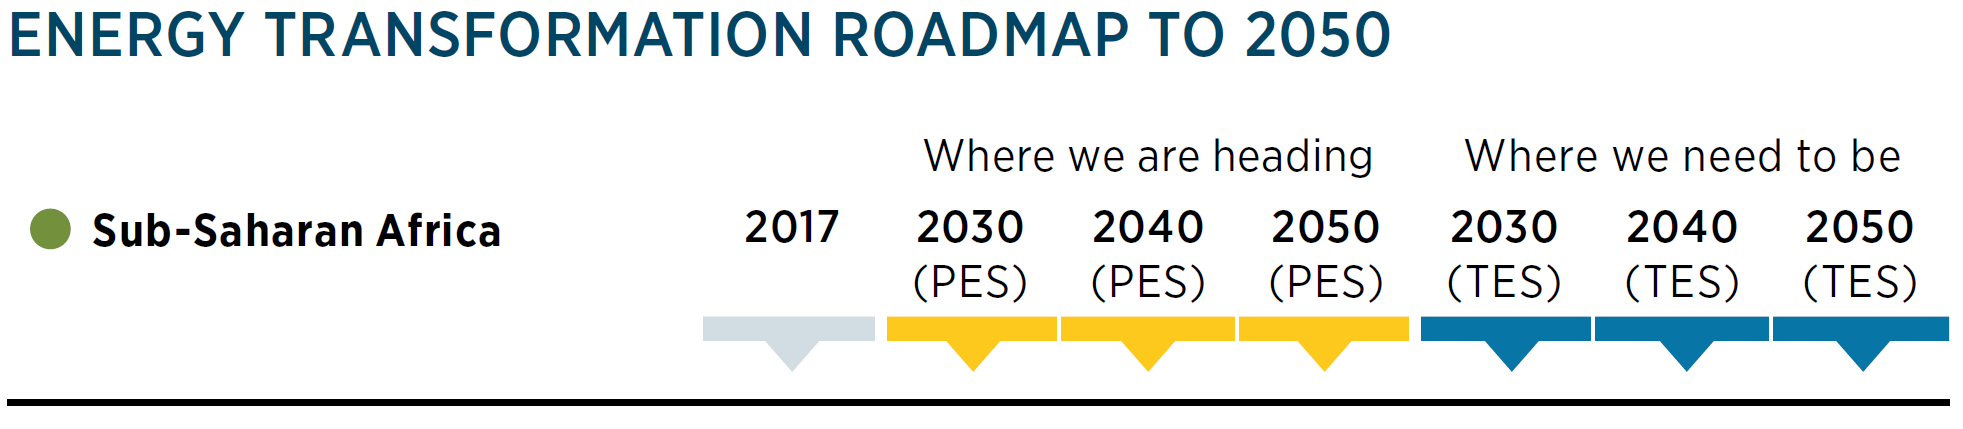 ENERGY TRANSFORMATION ROADMAP TO 2050
Where we are heading Where we need to be
Sub-Saharan Africa 2017 2030 2040 2050 2030 2040 2050
(PES) (PES) (PES) (TES) (TES) (TES)